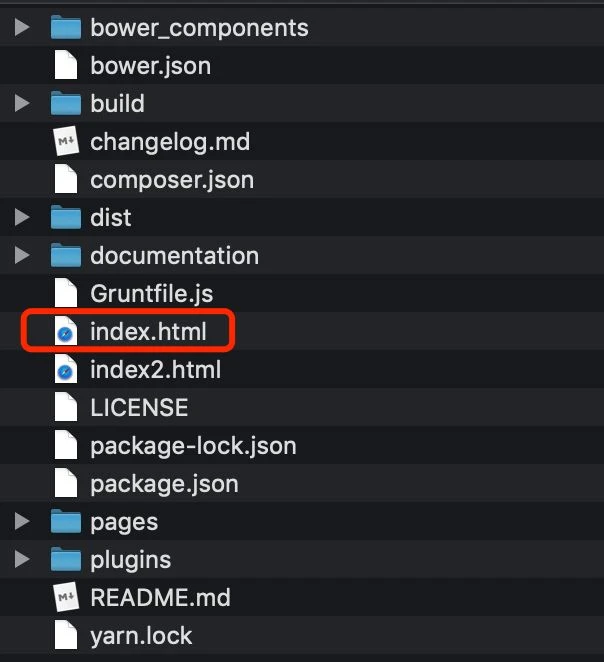 bower_components
bower.json
build
changelog.md
composer.json
dist
documentation
Gruntfile.js
index.html
index2.html
LICENSE
package-lock.json
package.json
pages
plugins
README.md
yarn.lock